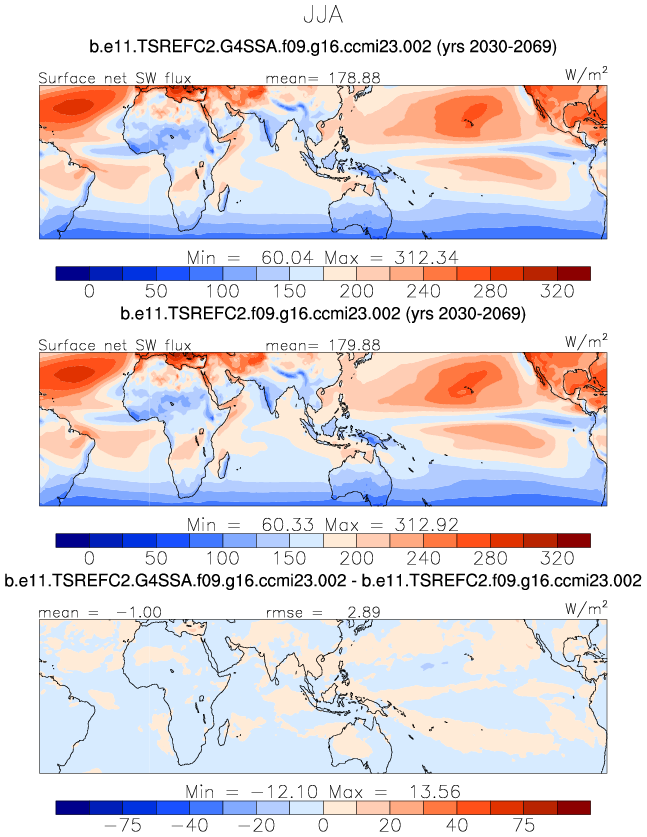 JJA
b.e11.TSREFC2.G4SSA.f09.g16.ccmi23.002 (yrs 2030-2069)
Surface net SW flux mean= 178.88 W/m²
Min = 60.04 Max = 312.34
0 50 100 150 200 240 280 320
b.e11.TSREFC2.f09.g16.ccmi23.002 (yrs 2030-2069)
Surface net SW flux mean= 179.88 W/m²
Min = 60.33 Max = 312.92
0 50 100 150 200 240 280 320
b.e11.TSREFC2.G4SSA.f09.g16.ccmi23.002 - b.e11.TSREFC2.f09.g16.ccmi23.002
mean = −1.00 rmse = 2.89 W/m²
Min = −12.10 Max = 13.56
−75 −40 −20 0 20 40 75